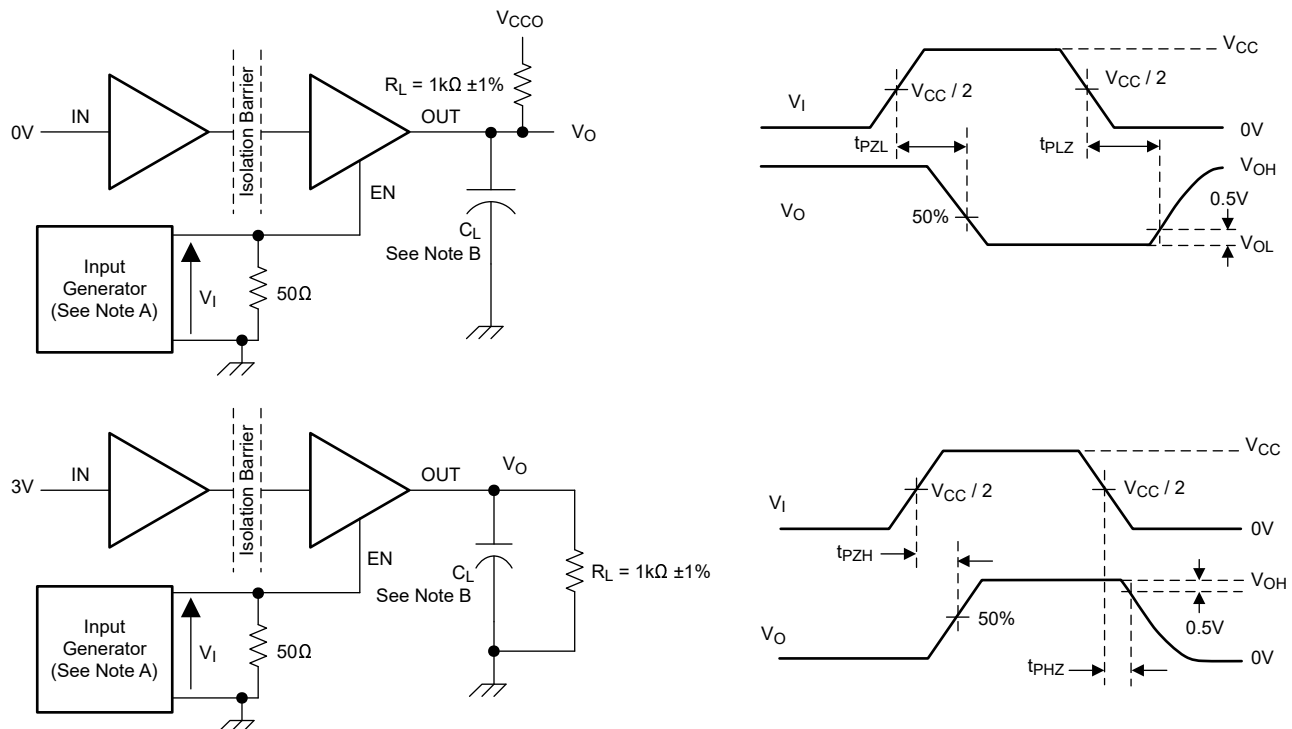 VCCO
RL = 1kΩ ±1%
Isolation Barrier
IN
0V
OUT
VO
EN
CL
See Note B
Input
Generator
(See Note A)
VI
50Ω
VCC
VCC / 2
VCC / 2
VI
0V
tPZL
tPLZ
VOH
0.5V
VO
50%
VOL
Isolation Barrier
IN
3V
OUT
VO
EN
CL
See Note B
RL = 1kΩ ±1%
Input
Generator
(See Note A)
VI
50Ω
VCC
VCC / 2
VCC / 2
VI
0V
tPZH
VOH
0.5V
50%
VO
0V
tPHZ